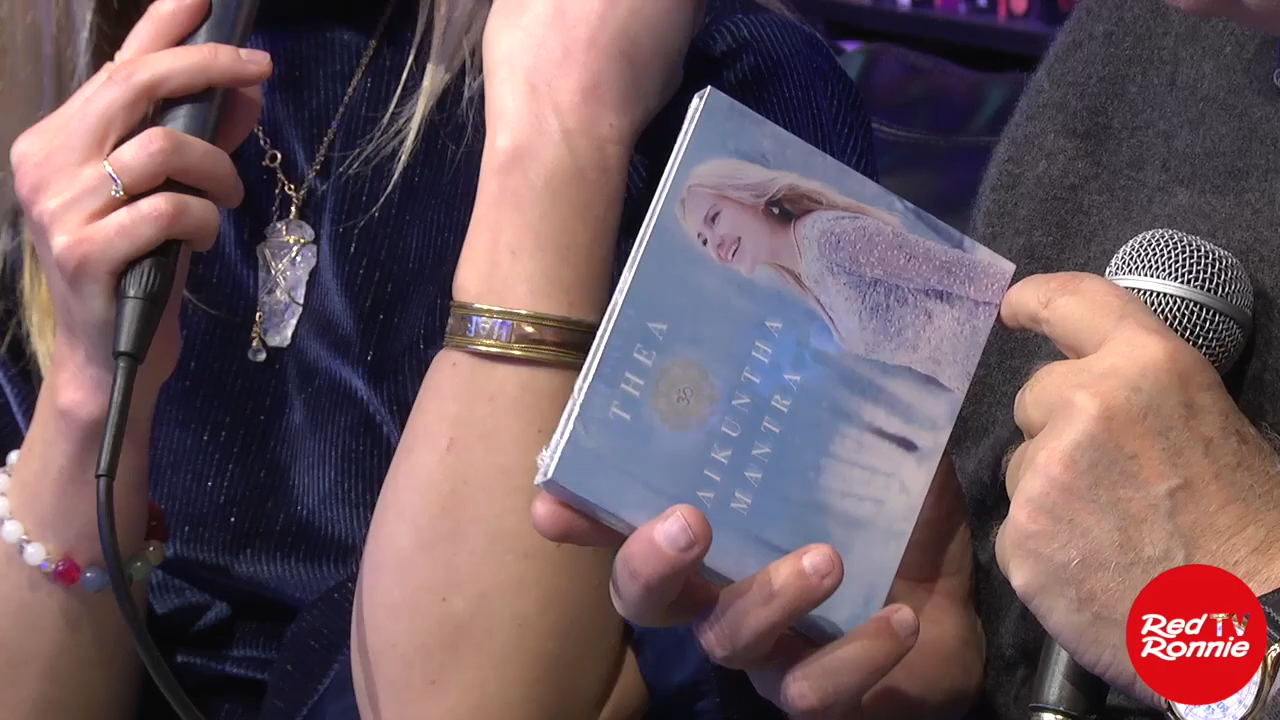 THEA
ॐ
AIKUNTHA
MANTRA
Red TV
Ronnie